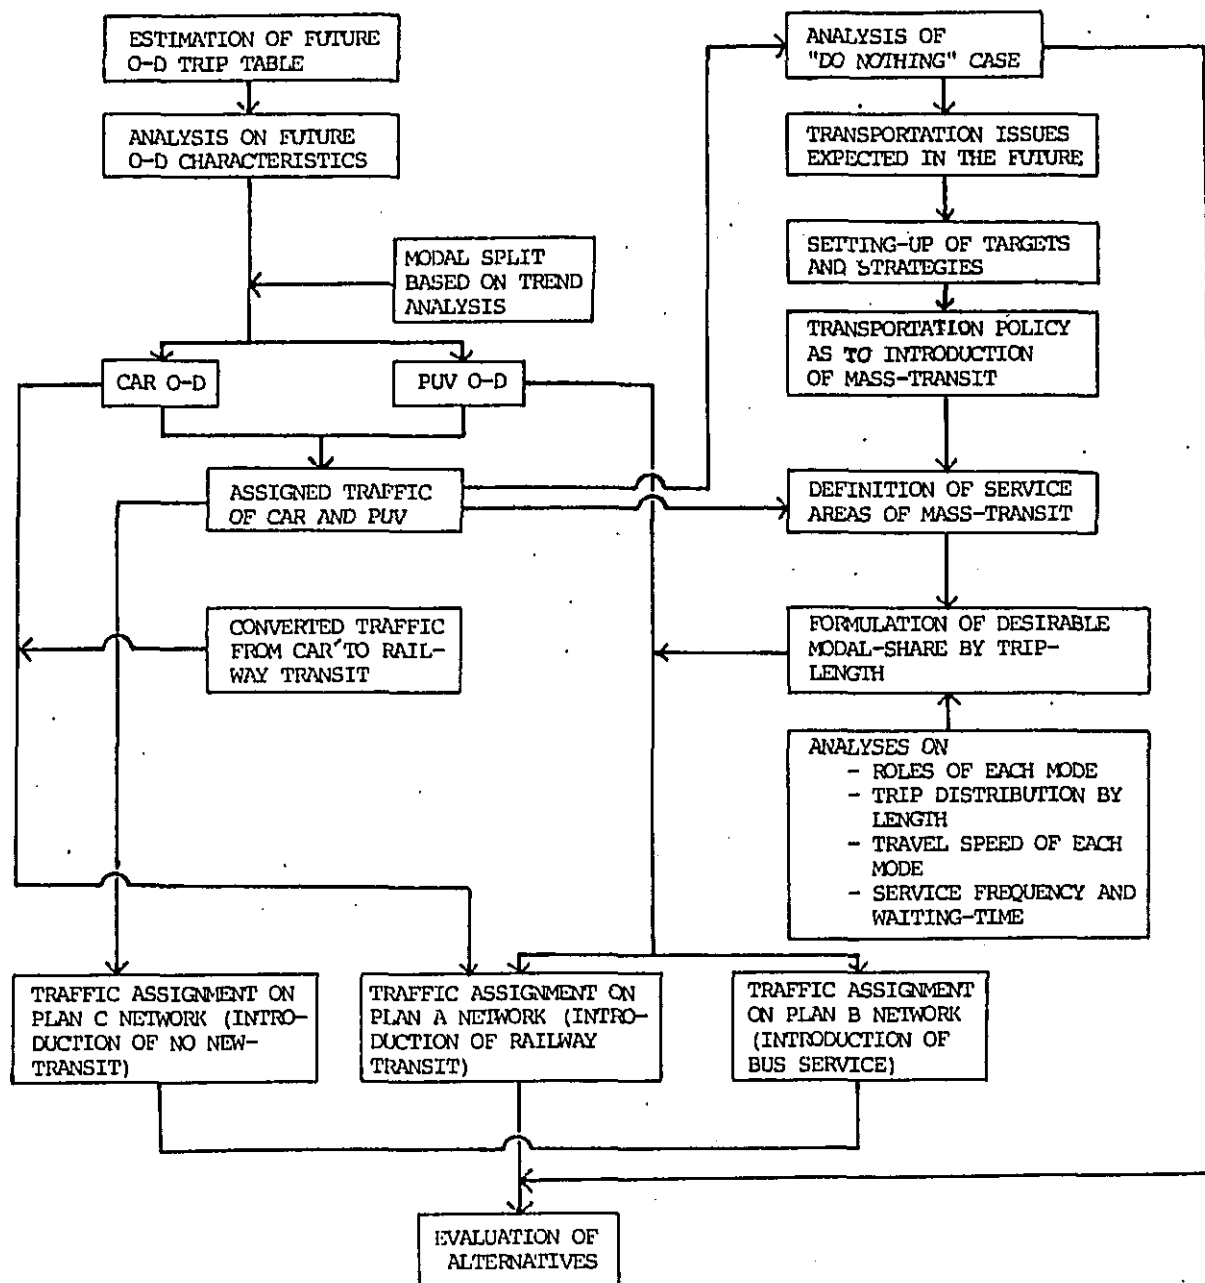 ESTIMATION OF FUTURE
O-D TRIP TABLE
ANALYSIS ON FUTURE
O-D CHARACTERISTICS
MODAL SPLIT
BASED ON TREND
ANALYSIS
CAR O-D
PUV O-D
ASSIGNED TRAFFIC
OF CAR AND PUV
CONVERTED TRAFFIC
FROM CAR TO RAIL-
WAY TRANSIT
ANALYSIS OF
"DO NOTHING" CASE
TRANSPORTATION ISSUES
EXPECTED IN THE FUTURE
SETTING-UP OF TARGETS
AND STRATEGIES
TRANSPORTATION POLICY
AS TO INTRODUCTION
OF MASS-TRANSIT
DEFINITION OF SERVICE
AREAS OF MASS-TRANSIT
FORMULATION OF DESIRABLE
MODAL-SHARE BY TRIP-
LENGTH
ANALYSES ON
- ROLES OF EACH MODE
- TRIP DISTRIBUTION BY
LENGTH
- TRAVEL SPEED OF EACH
MODE
- SERVICE FREQUENCY AND
WAITING-TIME
TRAFFIC ASSIGNMENT ON
PLAN C NETWORK (INTRO-
DUCTION OF NO NEW-
TRANSIT)
TRAFFIC ASSIGNMENT ON
PLAN A NETWORK (INTRO-
DUCTION OF RAILWAY
TRANSIT)
TRAFFIC ASSIGNMENT
ON PLAN B NETWORK
(INTRODUCTION OF
BUS SERVICE)
EVALUATION OF
ALTERNATIVES